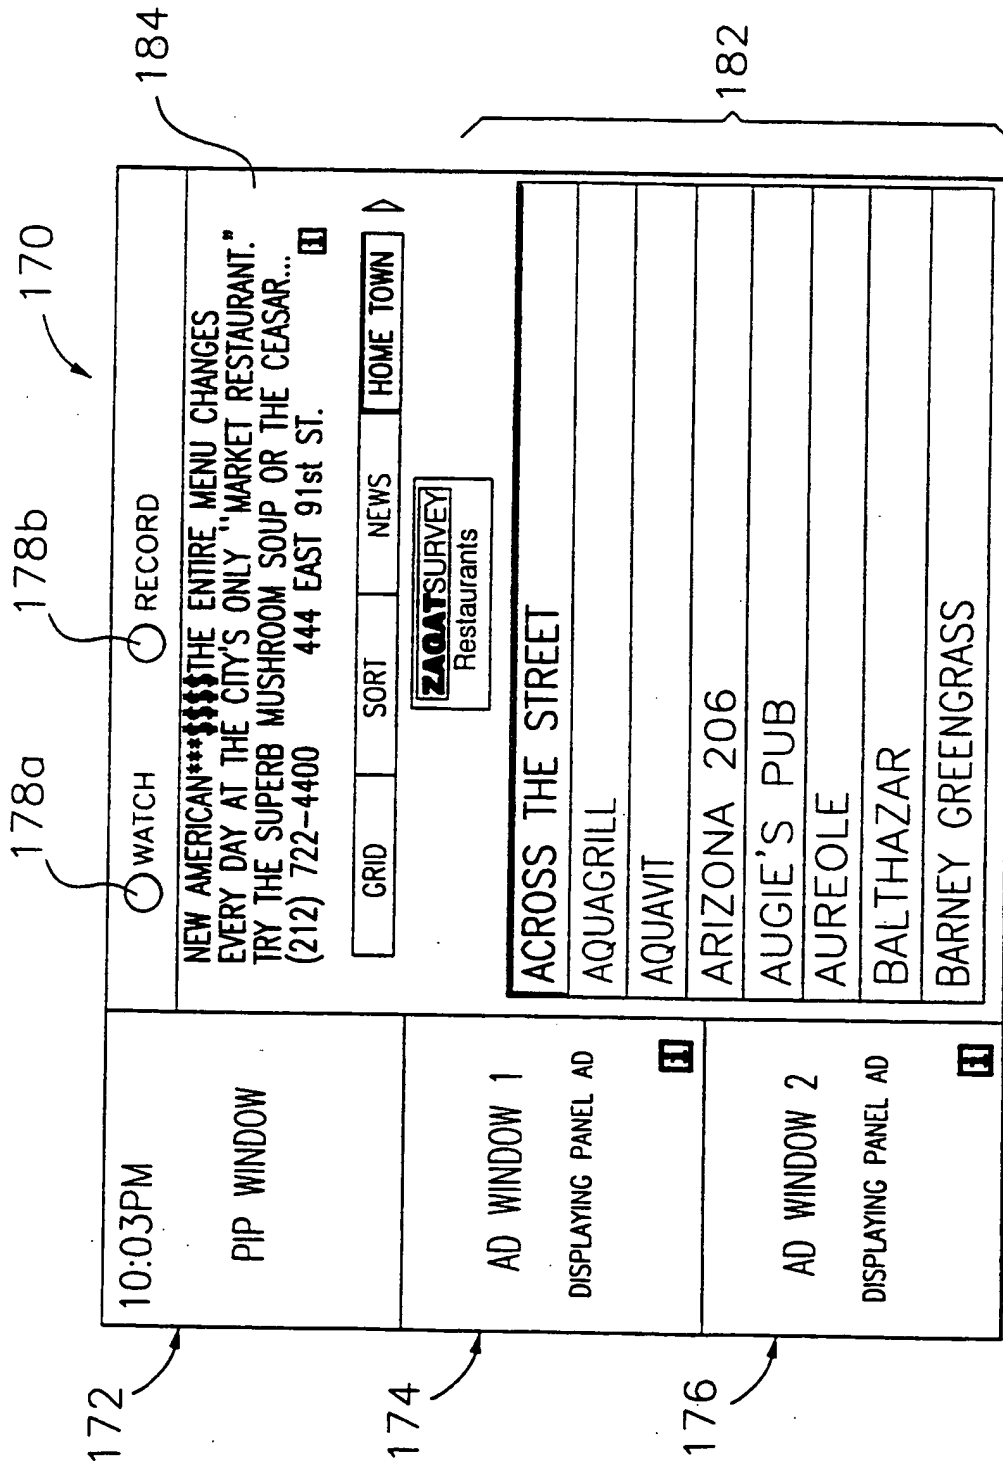 170
178a
178b
184
172
174
176
182
10:03PM
PIP WINDOW
AD WINDOW 1
DISPLAYING PANEL AD
i
AD WINDOW 2
DISPLAYING PANEL AD
i
WATCH
RECORD
NEW AMERICAN***$$$$$THE ENTIRE MENU CHANGES
EVERY DAY AT THE CITY'S ONLY "MARKET RESTAURANT."
TRY THE SUPERB MUSHROOM SOUP OR THE CEASAR...
(212) 722-4400 444 EAST 91st ST.
i
GRID
SORT
NEWS
HOME TOWN
ZAGATSURVEY
Restaurants
ACROSS THE STREET
AQUAGRILL
AQUAVIT
ARIZONA 206
AUGIE'S PUB
AUREOLE
BALTHAZAR
BARNEY GREENGRASS